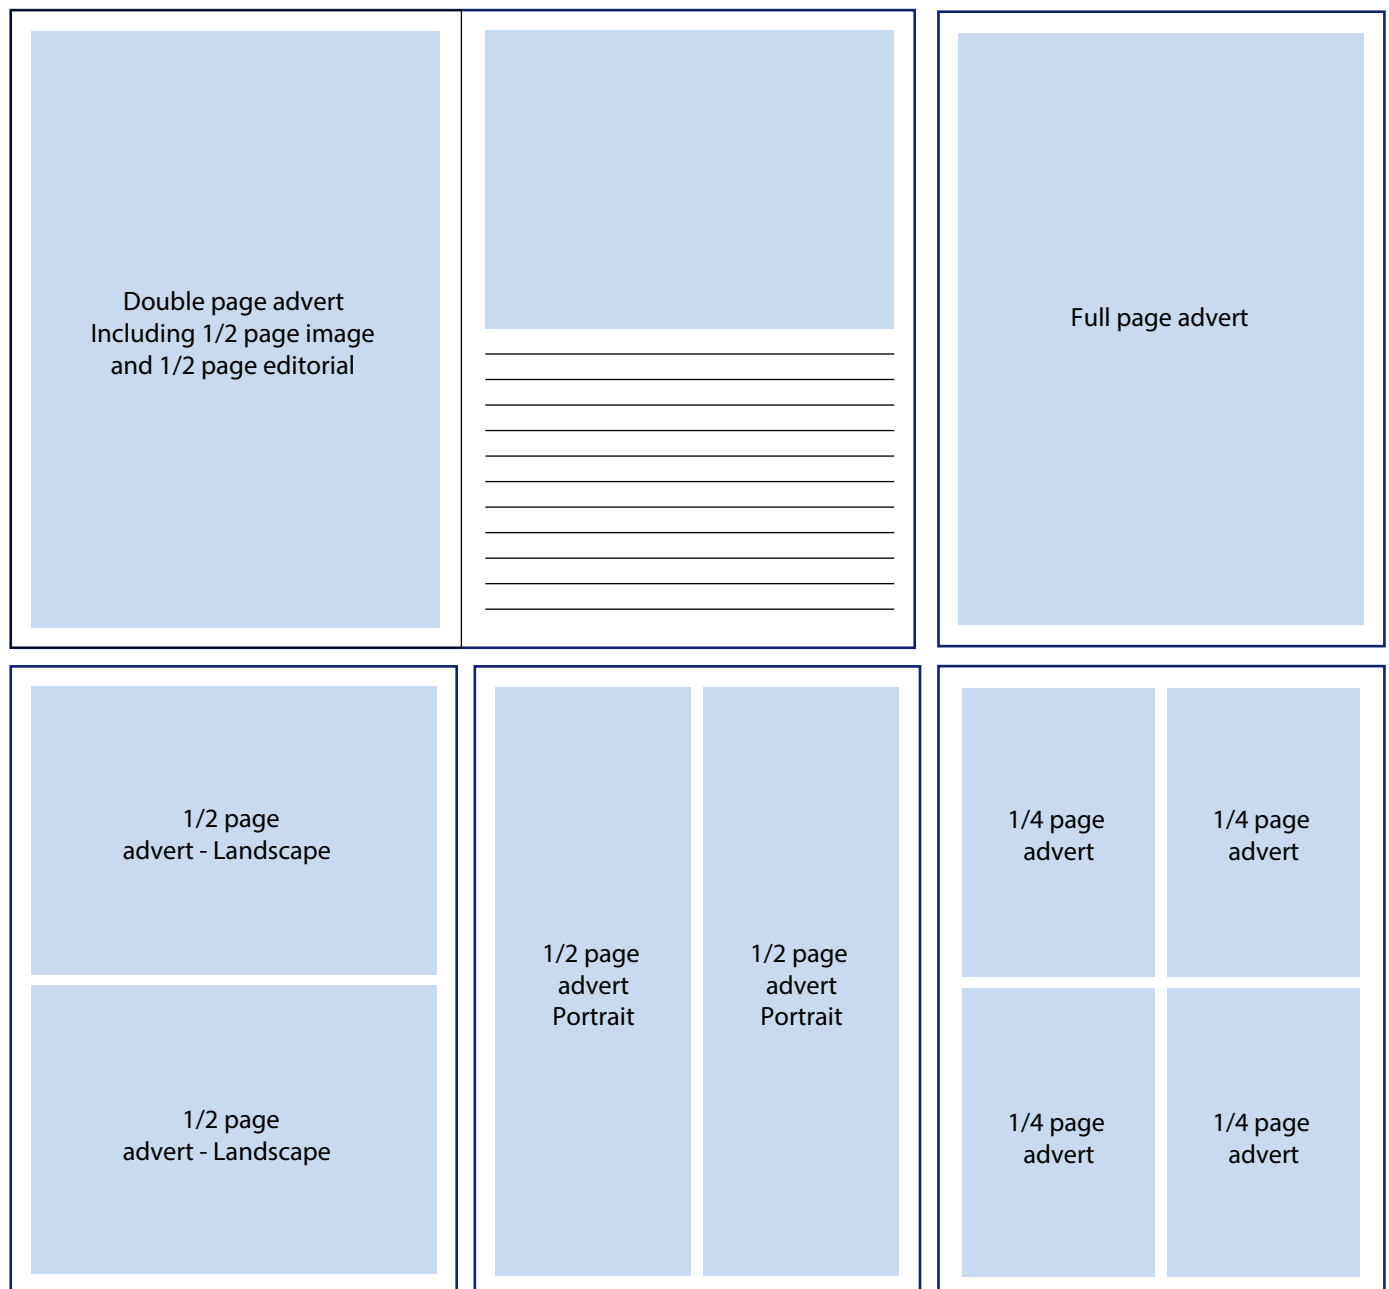 Double page advert
Including 1/2 page image
and 1/2 page editorial
Full page advert
1/2 page
advert - Landscape
1/2 page
advert - Landscape
1/2 page
advert
Portrait
1/2 page
advert
Portrait
1/4 page
advert
1/4 page
advert
1/4 page
advert
1/4 page
advert